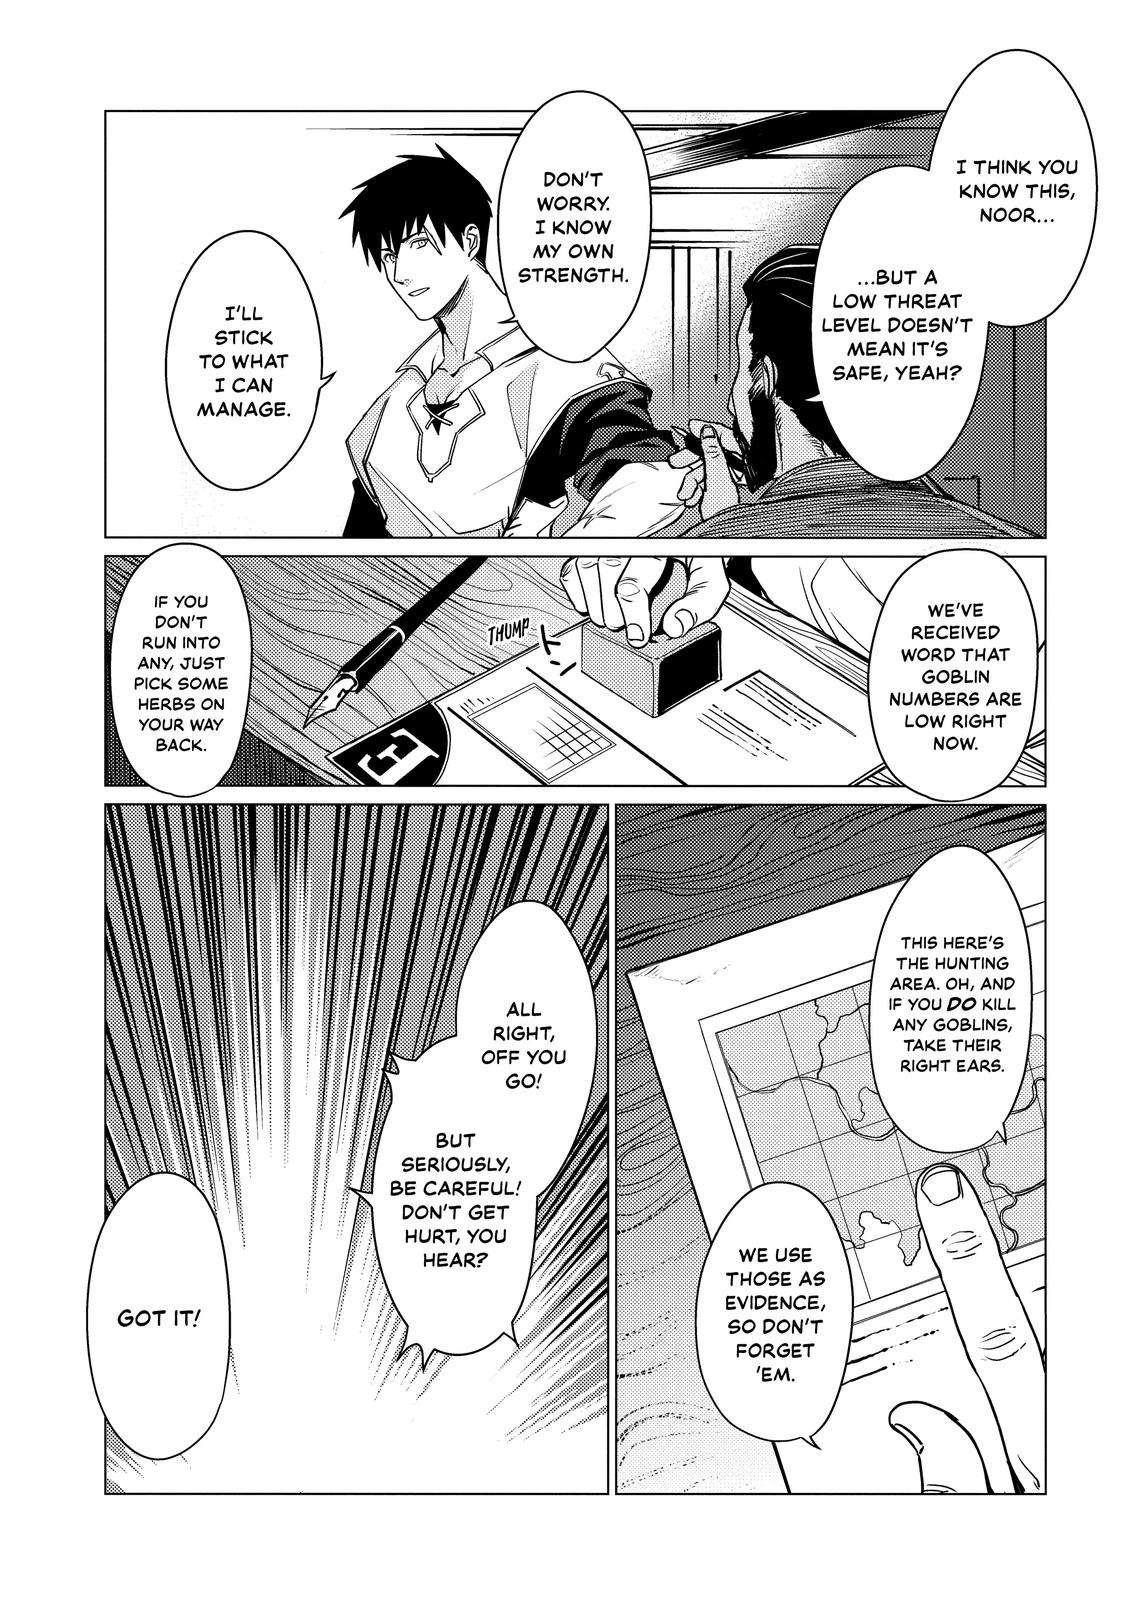 I THINK YOU
KNOW THIS,
NOOR...
...BUT A
LOW THREAT
LEVEL DOESN'T
MEAN IT'S
SAFE, YEAH?
DON'T
WORRY.
I KNOW
MY OWN
STRENGTH.
I'LL
STICK
TO WHAT
I CAN
MANAGE.
WE'VE
RECEIVED
WORD THAT
GOBLIN
NUMBERS ARE
LOW RIGHT
NOW.
THUMP
IF YOU
DON'T
RUN INTO
ANY, JUST
PICK SOME
HERBS ON
YOUR WAY
BACK.
THIS HERE'S
THE HUNTING
AREA. OH, AND
IF YOU DO KILL
ANY GOBLINS,
TAKE THEIR
RIGHT EARS.
WE USE
THOSE AS
EVIDENCE,
SO DON'T
FORGET
'EM.
ALL
RIGHT,
OFF YOU
GO!
BUT
SERIOUSLY,
BE CAREFUL!
DON'T GET
HURT, YOU
HEAR?
GOT IT!